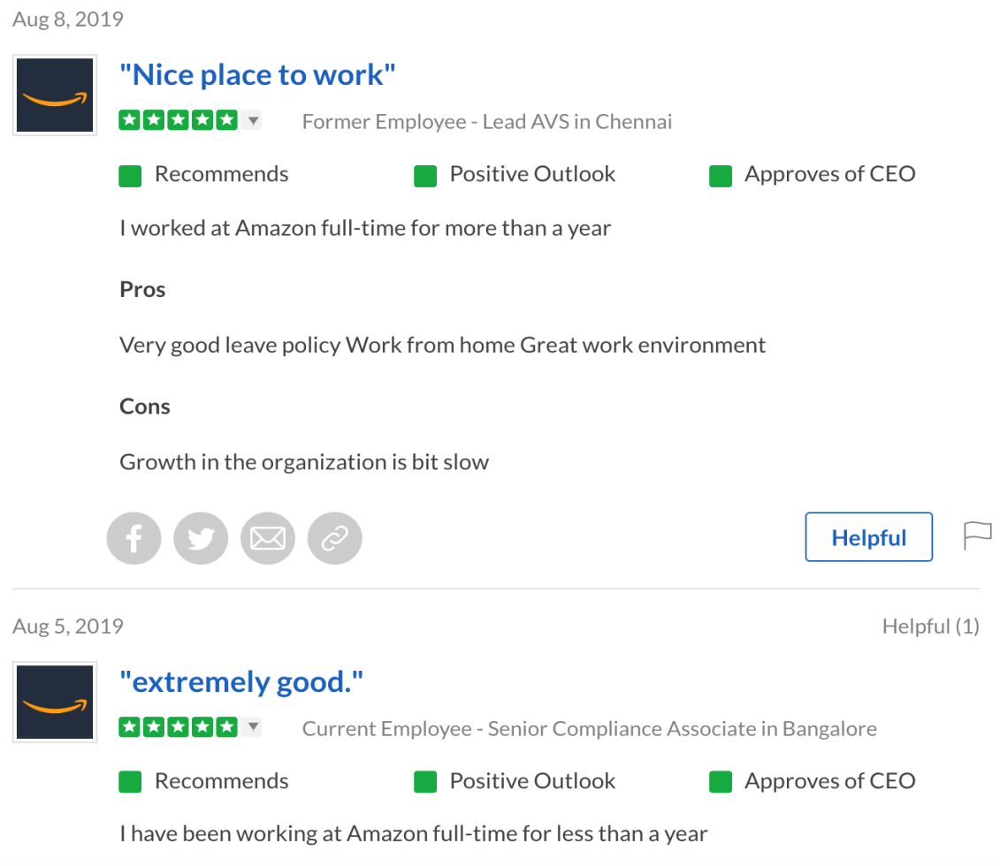 Aug 8, 2019
"Nice place to work"
Former Employee - Lead AVS in Chennai
Recommends Positive Outlook Approves of CEO
I worked at Amazon full-time for more than a year
Pros
Very good leave policy Work from home Great work environment
Cons
Growth in the organization is bit slow
Helpful
Aug 5, 2019 Helpful (1)
"extremely good."
Current Employee - Senior Compliance Associate in Bangalore
Recommends Positive Outlook Approves of CEO
I have been working at Amazon full-time for less than a year